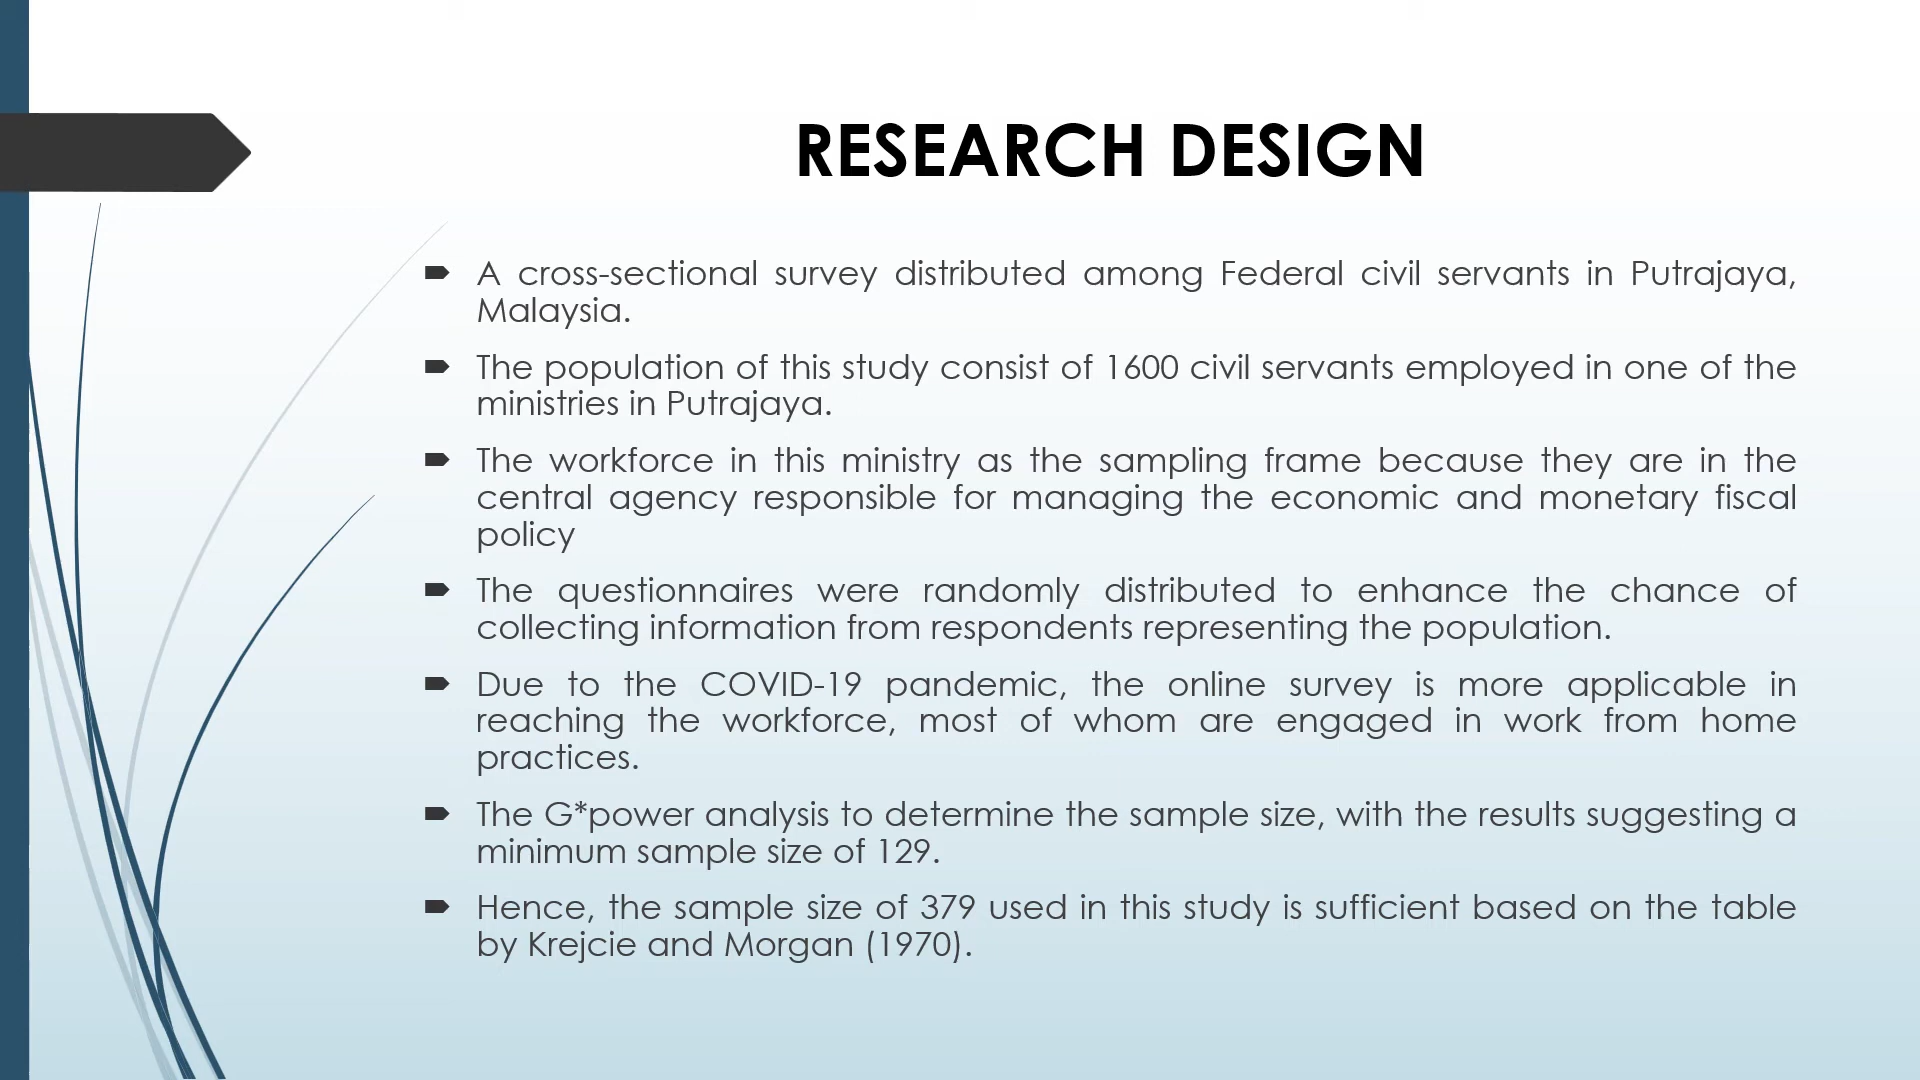 RESEARCH DESIGN
A cross-sectional survey distributed among Federal civil servants in Putrajaya,
Malaysia.
The population of this study consist of 1600 civil servants employed in one of the
ministries in Putrajaya.
The workforce in this ministry as the sampling frame because they are in the
central agency responsible for managing the economic and monetary fiscal
policy
The questionnaires were randomly distributed to enhance the chance of
collecting information from respondents representing the population.
Due to the COVID-19 pandemic, the online survey is more applicable in
reaching the workforce, most of whom are engaged in work from home
practices.
The G*power analysis to determine the sample size, with the results suggesting a
minimum sample size of 129.
Hence, the sample size of 379 used in this study is sufficient based on the table
by Krejcie and Morgan (1970).